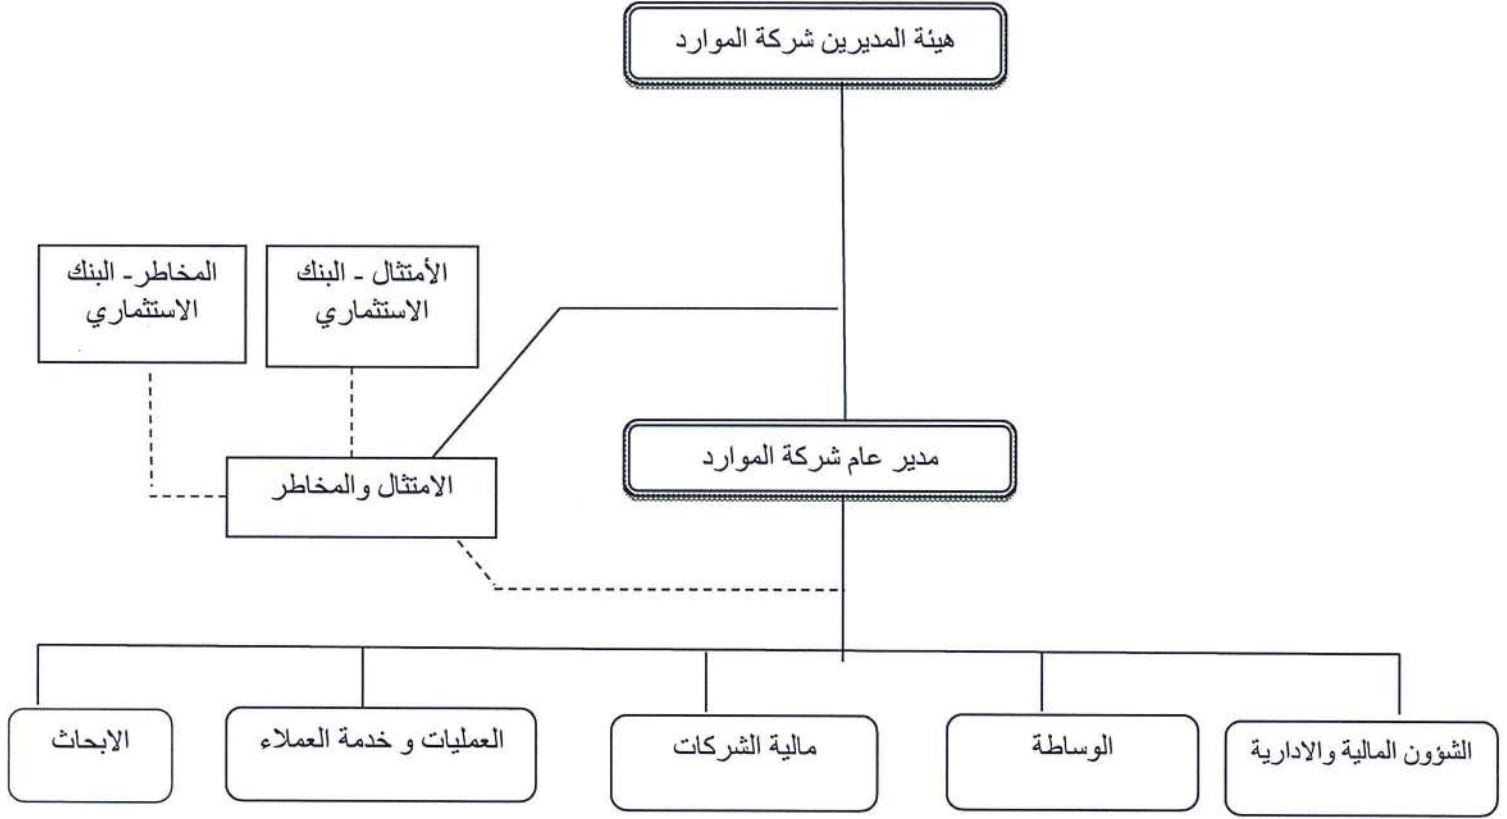 هيئة المديرين شركة الموارد
الأمتثال - البنك
الاستثماري
المخاطر - البنك
الاستثماري
مدير عام شركة الموارد
الامتثال والمخاطر
الشؤون المالية والادارية
الوساطة
مالية الشركات
العمليات و خدمة العملاء
الابحاث